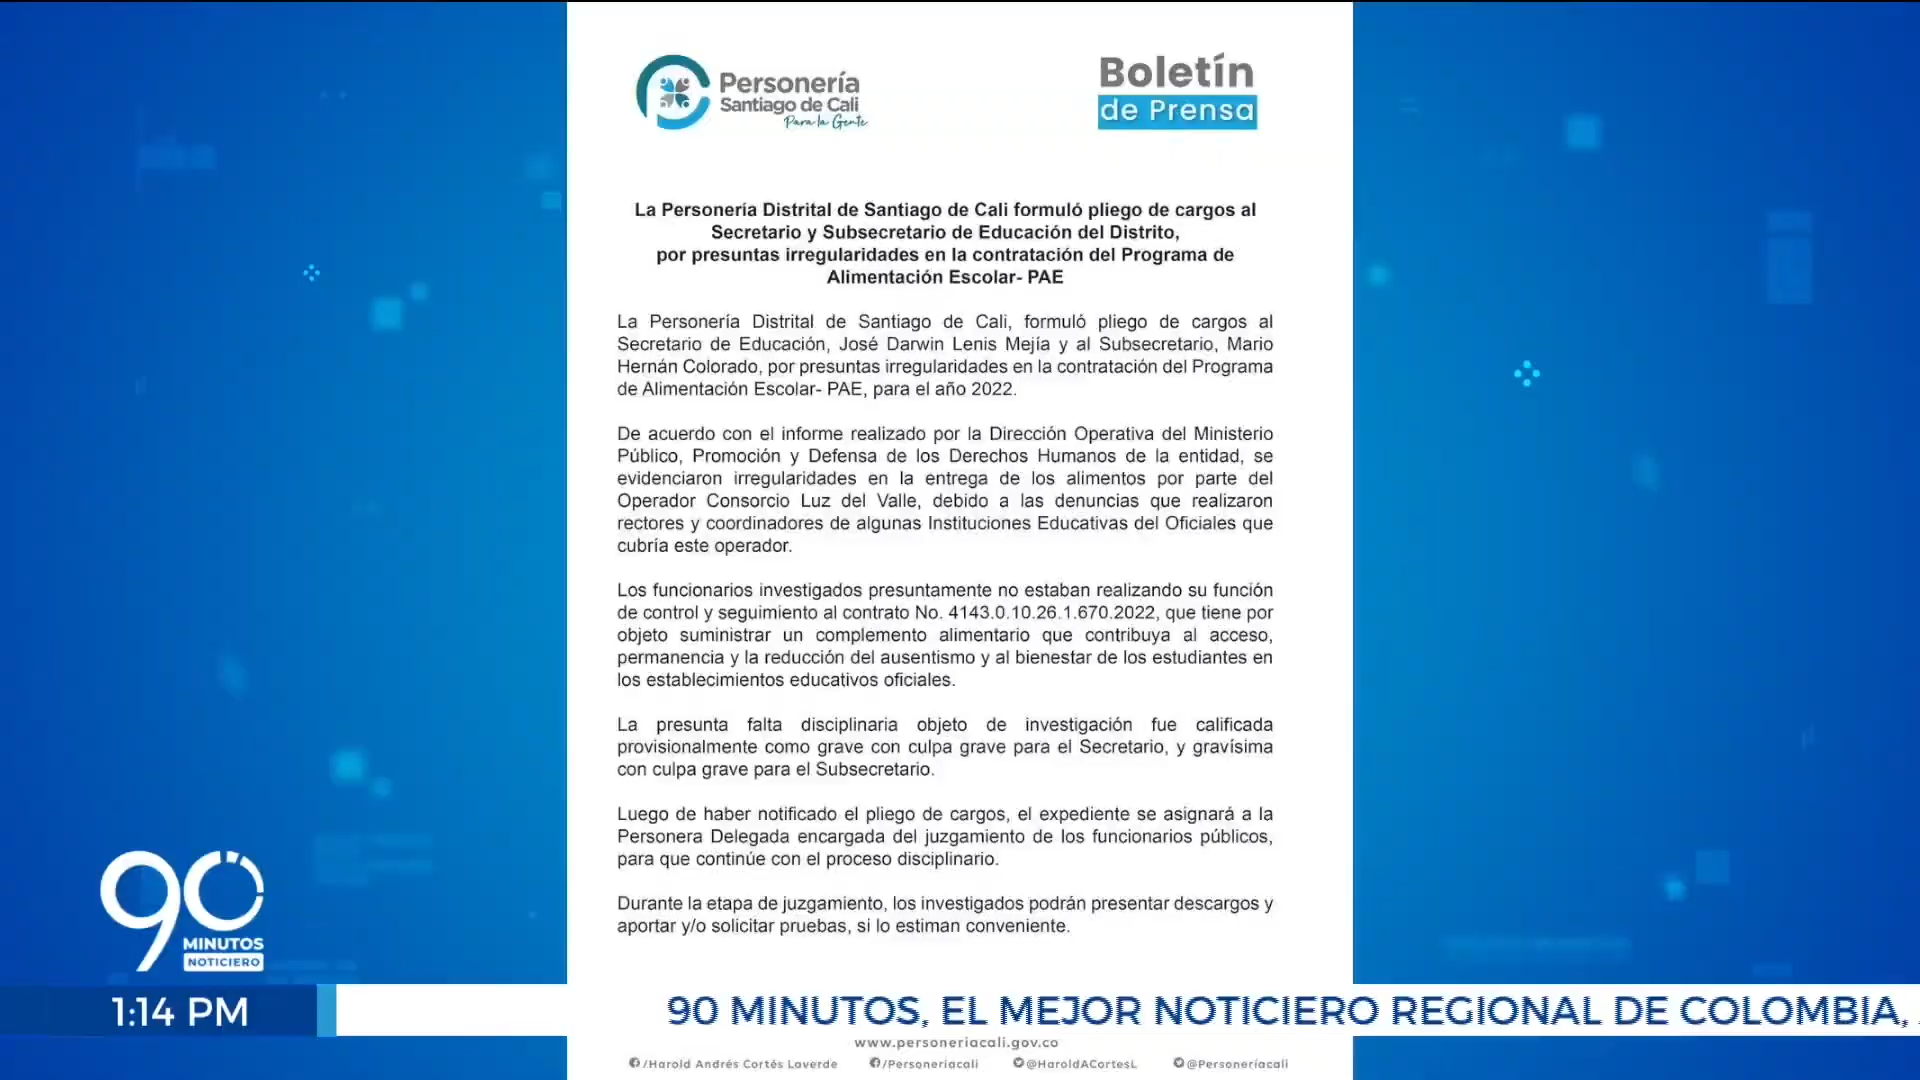 Personería
Santiago de Cali
Para la Gente
Boletín
de Prensa
La Personería Distrital de Santiago de Cali formuló pliego de cargos al
Secretario y Subsecretario de Educación del Distrito,
por presuntas irregularidades en la contratación del Programa de
Alimentación Escolar- PAE
La Personería Distrital de Santiago de Cali, formuló pliego de cargos al
Secretario de Educación, José Darwin Lenis Mejía y al Subsecretario, Mario
Hernán Colorado, por presuntas irregularidades en la contratación del Programa
de Alimentación Escolar- PAE, para el año 2022.
De acuerdo con el informe realizado por la Dirección Operativa del Ministerio
Público, Promoción y Defensa de los Derechos Humanos de la entidad, se
evidenciaron irregularidades en la entrega de los alimentos por parte del
Operador Consorcio Luz del Valle, debido a las denuncias que realizaron
rectores y coordinadores de algunas Instituciones Educativas del Oficiales que
cubría este operador.
Los funcionarios investigados presuntamente no estaban realizando su función
de control y seguimiento al contrato No. 4143.0.10.26.1.670.2022, que tiene por
objeto suministrar un complemento alimentario que contribuya al acceso,
permanencia y la reducción del ausentismo y al bienestar de los estudiantes en
los establecimientos educativos oficiales.
La presunta falta disciplinaria objeto de investigación fue calificada
provisionalmente como grave con culpa grave para el Secretario, y gravísima
con culpa grave para el Subsecretario.
Luego de haber notificado el pliego de cargos, el expediente se asignará a la
Personera Delegada encargada del juzgamiento de los funcionarios públicos,
para que continúe con el proceso disciplinario.
Durante la etapa de juzgamiento, los investigados podrán presentar descargos y
aportar y/o solicitar pruebas, si lo estiman conveniente.
90
MINUTOS
NOTICIERO
1:14 PM
90 MINUTOS, EL MEJOR NOTICIERO REGIONAL DE COLOMBIA,
www.personeriacali.gov.co
/Harold Andrés Cortés Laverde /Personeriacali @HaroldACortesL @Personeriacali